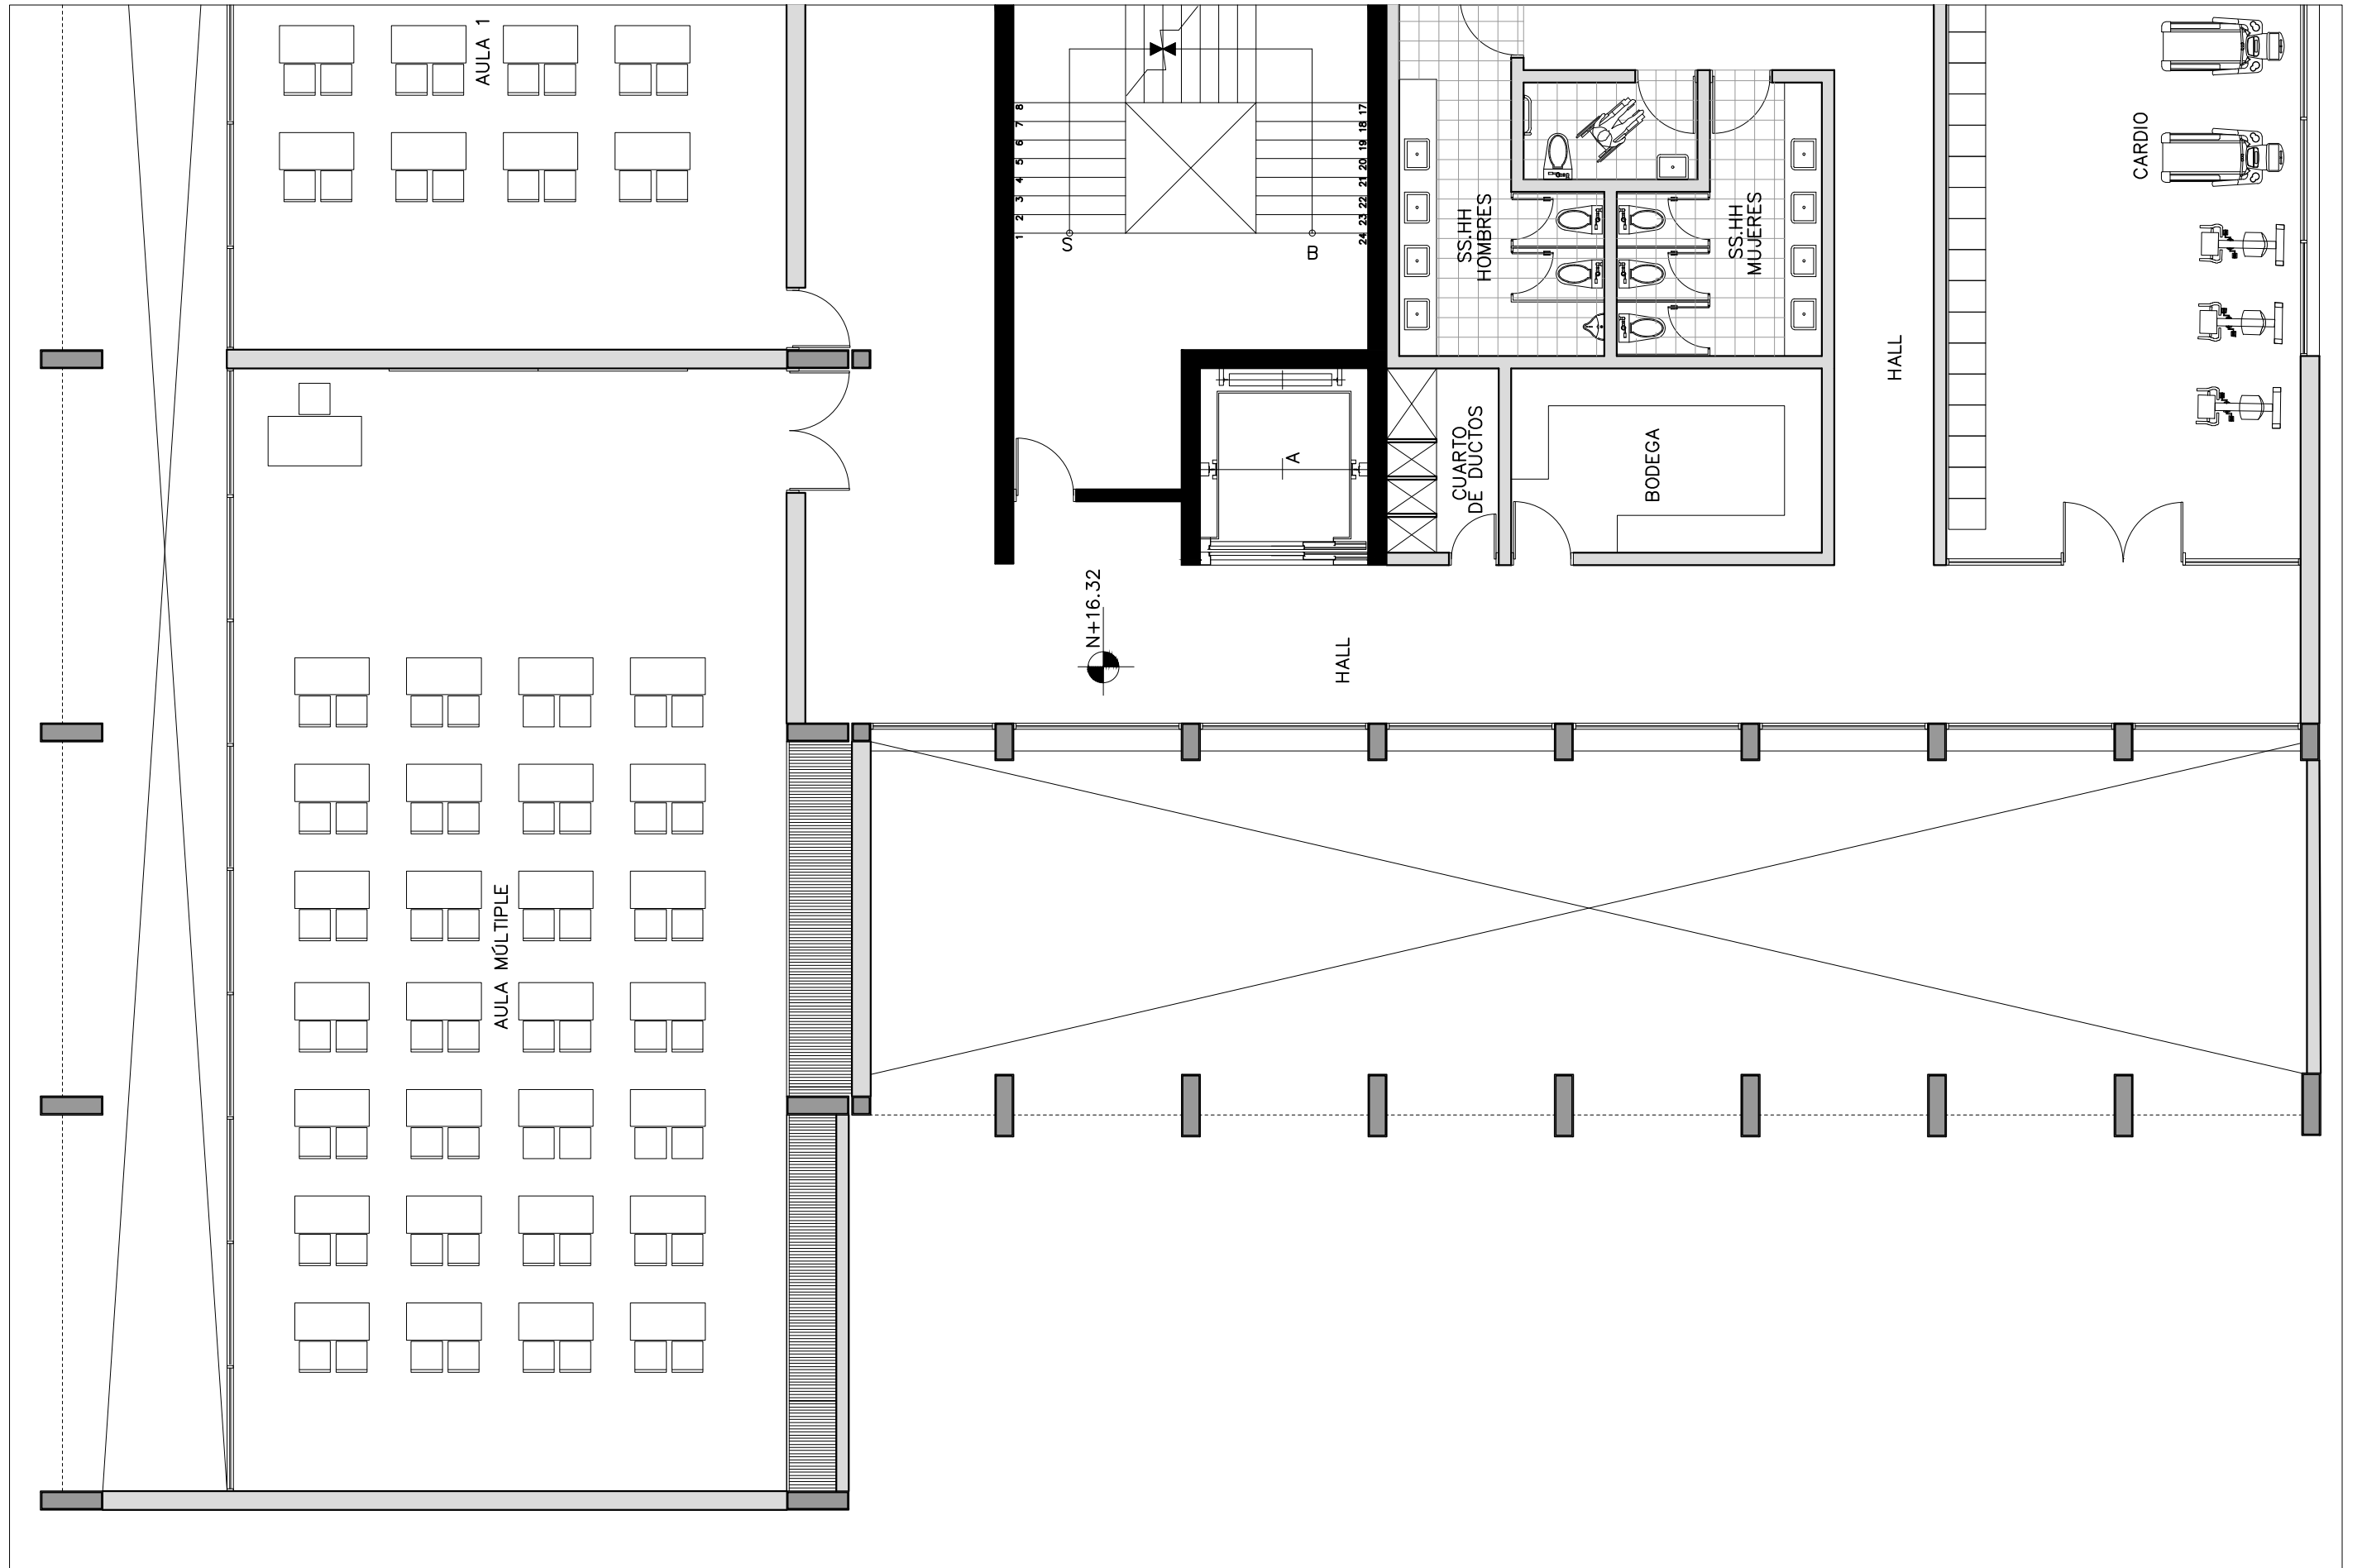 AULA 1
AULA MÚLTIPLE
8
7
6
5
4
3
2
1
S
17
18
19
20
21
22
23
24
B
A
N+16.32
HALL
SS.HH
HOMBRES
SS.HH
MUJERES
CUARTO
DE DUCTOS
BODEGA
HALL
CARDIO